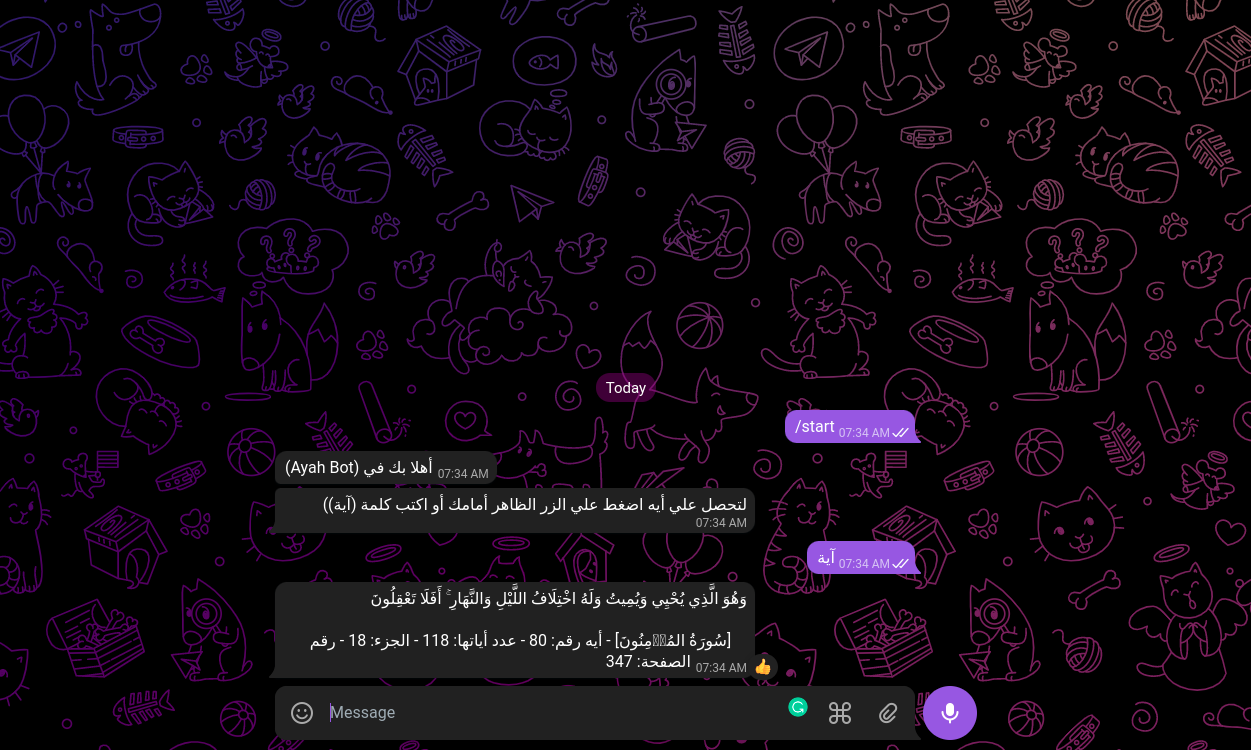 Today
/start 07:34 AM
أهلا بك في (Ayah Bot) 07:34 AM
لتحصل علي أيه اضغط علي الزر الظاهر أمامك أو اكتب كلمة (آية))
07:34 AM
آية 07:34 AM
وَهُوَ الَّذِي يُحْيِي وَيُمِيتُ وَلَهُ اخْتِلَافُ اللَّيْلِ وَالنَّهَارِ ۚ أَفَلَا تَعْقِلُونَ
[سُورَةُ المُ▯▯مِنُونَ] - أيه رقم: 80 - عدد أياتها: 118 - الجزء: 18 - رقم
الصفحة: 347 07:34 AM
Message